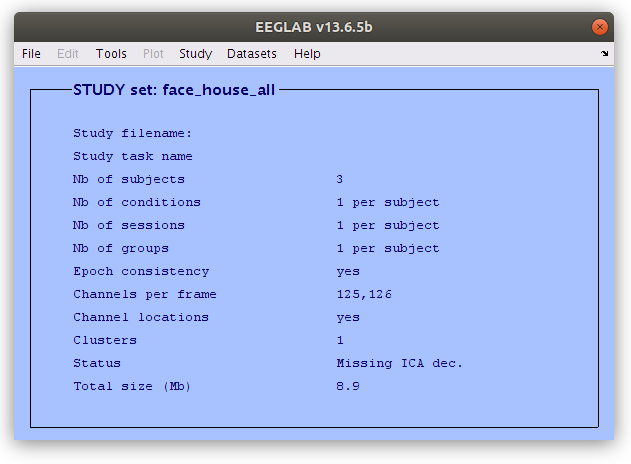 EEGLAB v13.6.5b
File Edit Tools Plot Study Datasets Help
STUDY set: face_house_all
Study filename:
Study task name
Nb of subjects 3
Nb of conditions 1 per subject
Nb of sessions 1 per subject
Nb of groups 1 per subject
Epoch consistency yes
Channels per frame 125,126
Channel locations yes
Clusters 1
Status Missing ICA dec.
Total size (Mb) 8.9